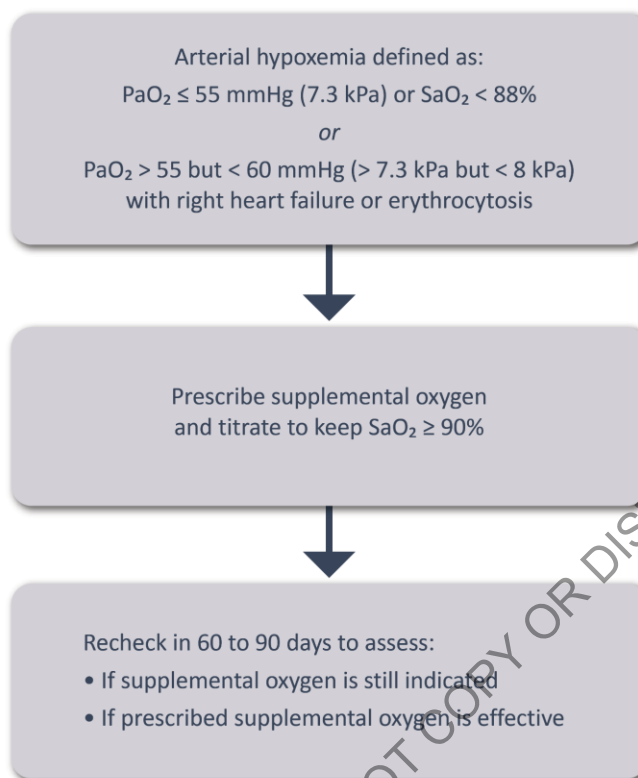 Arterial hypoxemia defined as:
PaO₂ ≤ 55 mmHg (7.3 kPa) or SaO₂ < 88%
or
PaO₂ > 55 but < 60 mmHg (> 7.3 kPa but < 8 kPa)
with right heart failure or erythrocytosis
Prescribe supplemental oxygen
and titrate to keep SaO₂ ≥ 90%
Recheck in 60 to 90 days to assess:
• If supplemental oxygen is still indicated
• If prescribed supplemental oxygen is effective
COPY OR